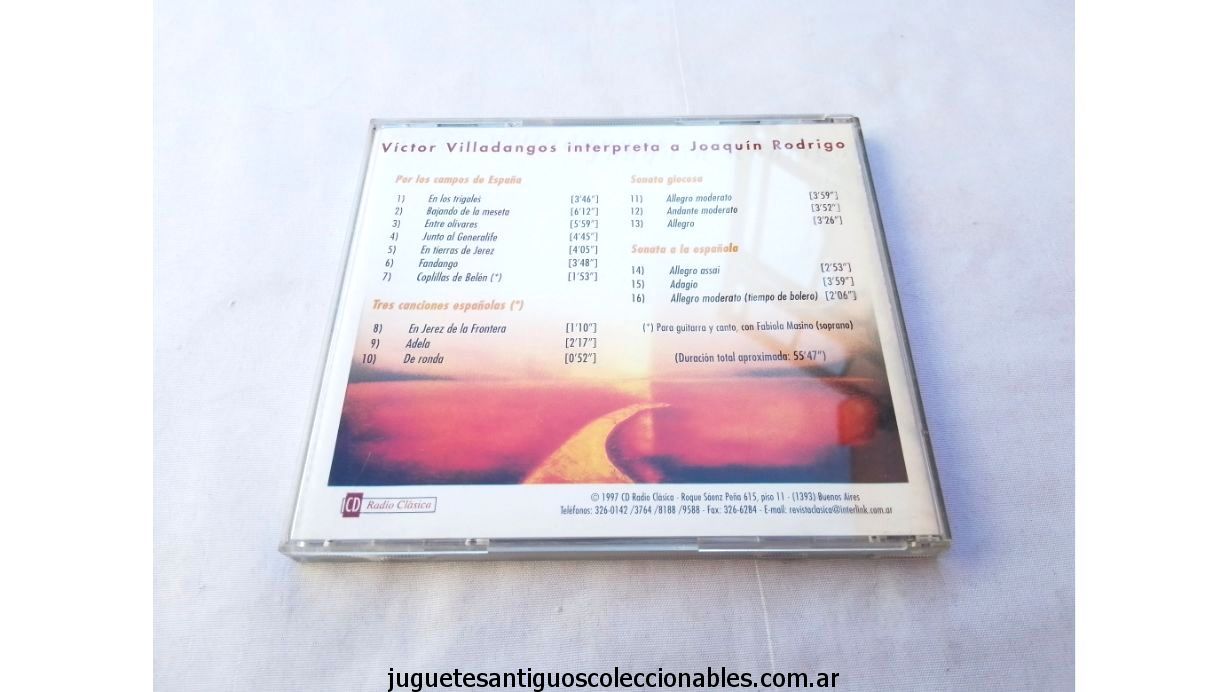 Víctor Villadangos interpreta a Joaquín Rodrigo
Por los campos de España
1) En los trigales [3'46"]
2) Bajando de la meseta [6'12"]
3) Entre olivares [5'59"]
4) Junto al Generalife [4'45"]
5) En tierras de Jerez [4'05"]
6) Fandango [3'48"]
7) Coplillas de Belén (*) [1'53"]
Tres canciones españolas (*)
8) En Jerez de la Frontera [1'10"]
9) Adela [2'17"]
10) De ronda [0'52"]
Sonata giocosa
11) Allegro moderato [3'59"]
12) Andante moderato [3'52"]
13) Allegro [3'26"]
Sonata a la española
14) Allegro assai [2'53"]
15) Adagio [3'59"]
16) Allegro moderato (tiempo de bolero) [2'06"]
(*) Para guitarra y canto, con Fabiola Masino (soprano)
(Duración total aproximada: 55'47")
CD Radio Clásica
© 1997 CD Radio Clásica - Roque Sáenz Peña 615, piso 11 - (1393) Buenos Aires
Teléfonos: 326-0142 /3764 /8188 /9588 - Fax: 326-6284 - E-mail: revistaclasica@interlink.com.ar
juguetesantiguoscoleccionables.com.ar